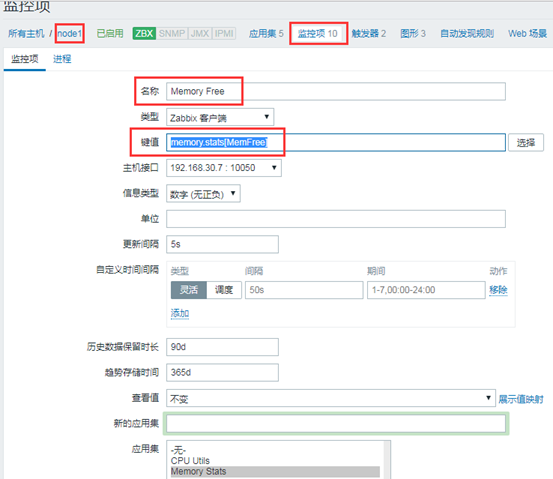 监控项
所有主机 / node1 已启用 ZBX SNMP JMX IPMI 应用集 5 监控项 10 触发器 2 图形 3 自动发现规则 Web 场景
监控项 进程
名称 Memory Free
类型 Zabbix 客户端
键值 memory.stats[MemFree] 选择
主机接口 192.168.30.7 : 10050
信息类型 数字 (无正负)
单位
更新间隔 5s
自定义时间间隔 类型 间隔 期间 动作
灵活 调度 50s 1-7,00:00-24:00 移除
添加
历史数据保留时长 90d
趋势存储时间 365d
查看值 不变 展示值映射
新的应用集
应用集 -无-
CPU Utils
Memory Stats